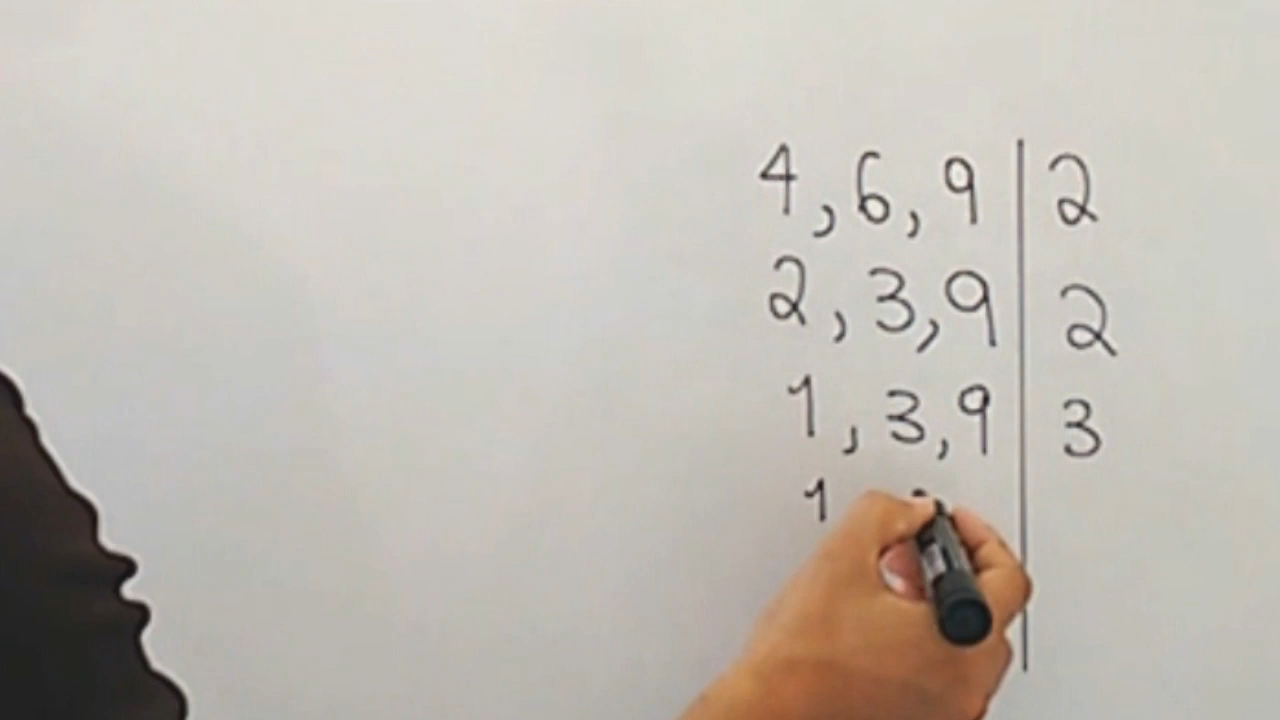 4, 6, 9 | 2
2, 3, 9 | 2
1, 3, 9 | 3
1